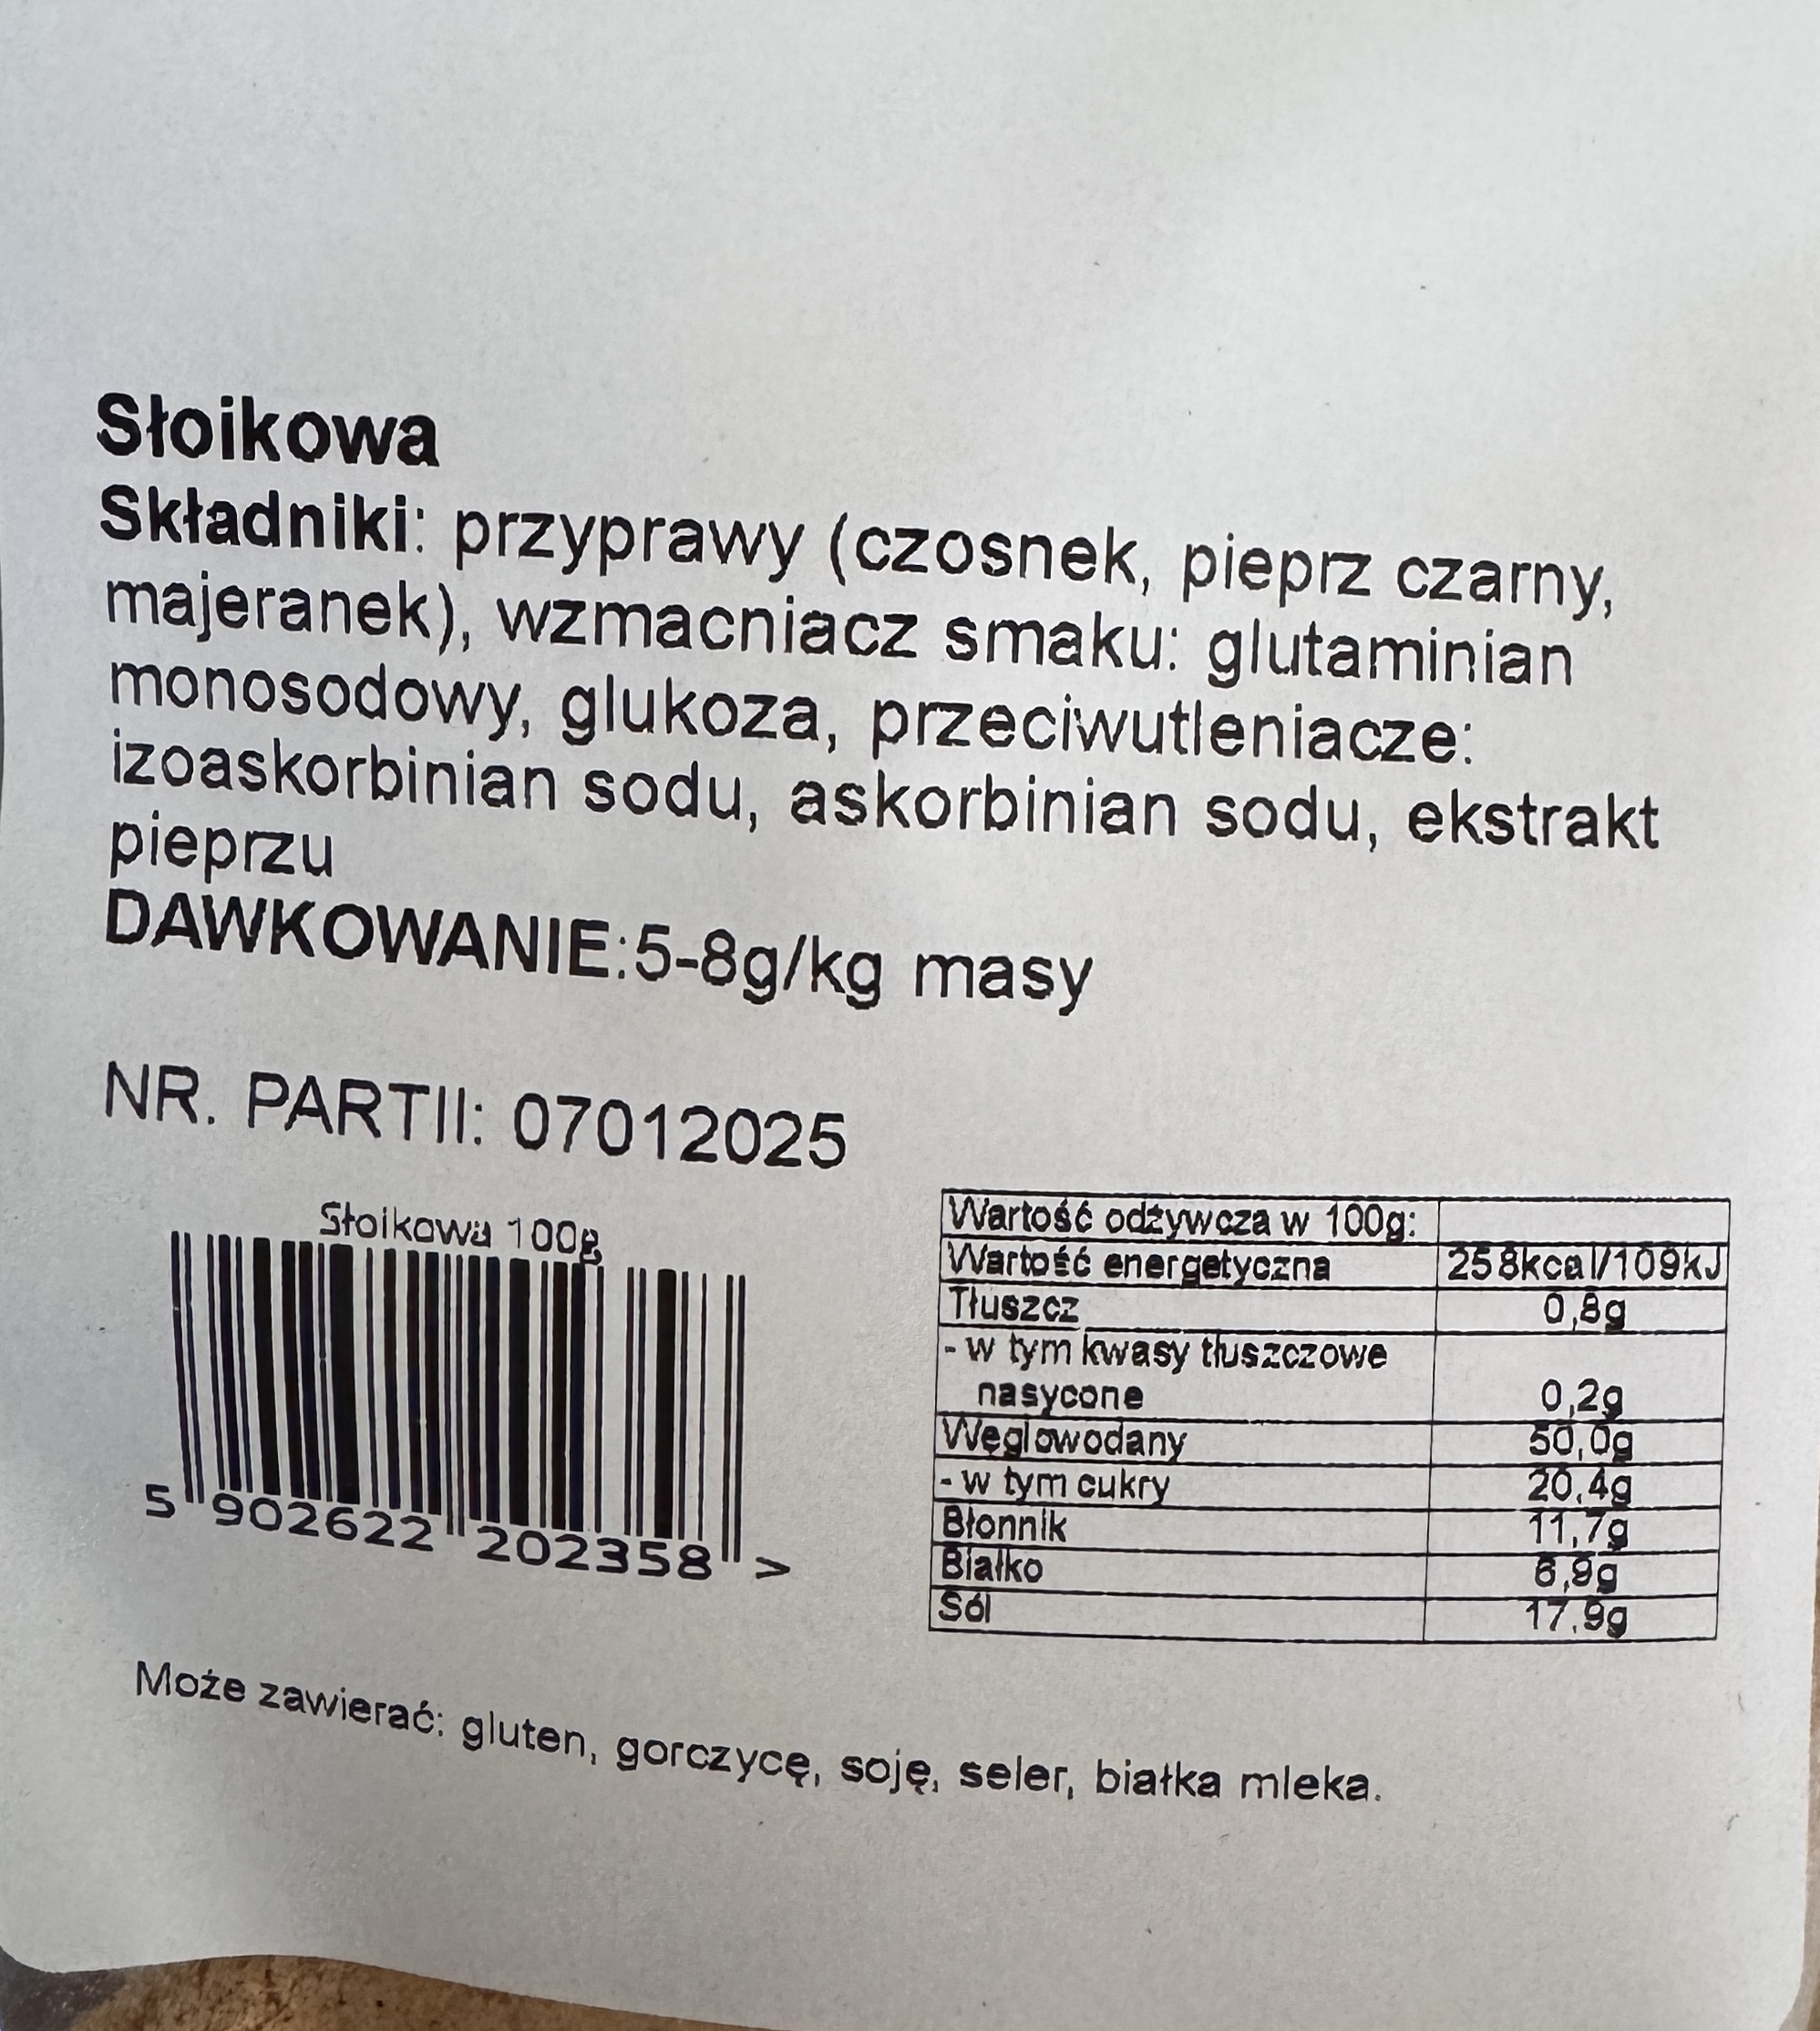 Słoikowa
Składniki: przyprawy (czosnek, pieprz czarny,
majeranek), wzmacniacz smaku: glutaminian
monosodowy, glukoza, przeciwutleniacze:
izoaskorbinian sodu, askorbinian sodu, ekstrakt
pieprzu
DAWKOWANIE:5-8g/kg masy
NR. PARTII: 07012025
Słoikowa 100g
5 902622 202358 >
Wartość odżywcza w 100g:
Wartość energetyczna 258kcal/109kJ
Tłuszcz 0,8g
- w tym kwasy tłuszczowe
nasycone 0,2g
Węglowodany 50,0g
- w tym cukry 20,4g
Błonnik 11,7g
Białko 6,9g
Sól 17,9g
Może zawierać: gluten, gorczycę, soję, seler, białka mleka.